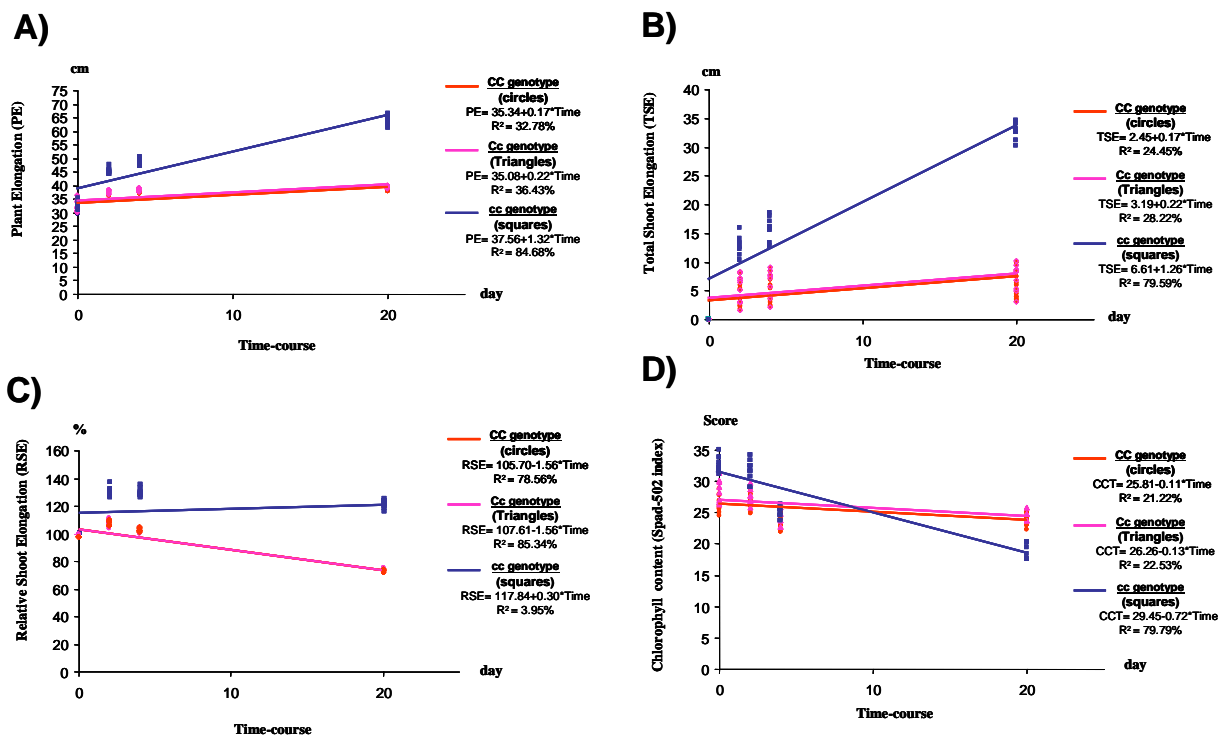 A)
cm
Plant Elongation (PE)
75
70
65
60
55
50
45
40
35
30
25
20
15
10
5
0
0
10
20
day
Time-course
CC genotype
(circles)
PE= 35.34+0.17*Time
R² = 32.78%
Cc genotype
(Triangles)
PE= 35.08+0.22*Time
R² = 36.43%
cc genotype
(squares)
PE= 37.56+1.32*Time
R² = 84.68%
B)
cm
Total Shoot Elongation (TSE)
40
35
30
25
20
15
10
5
0
0
10
20
day
Time-course
CC genotype
(circles)
TSE= 2.45+0.17*Time
R² = 24.45%
Cc genotype
(Triangles)
TSE= 3.19+0.22*Time
R² = 28.22%
cc genotype
(squares)
TSE= 6.61+1.26*Time
R² = 79.59%
C)
%
Relative Shoot Elongation (RSE)
160
140
120
100
80
60
40
20
0
0
10
20
day
Time-course
CC genotype
(circles)
RSE= 105.70-1.56*Time
R² = 78.56%
Cc genotype
(Triangles)
RSE= 107.61-1.56*Time
R² = 85.34%
cc genotype
(squares)
RSE= 117.84+0.30*Time
R² = 3.95%
D)
Score
Chlorophyll content (Spad-502 index)
35
30
25
20
15
10
5
0
0
10
20
day
Time-course
CC genotype
(circles)
CCT= 25.81-0.11*Time
R² = 21.22%
Cc genotype
(Triangles)
CCT= 26.26-0.13*Time
R² = 22.53%
cc genotype
(squares)
CCT= 29.45-0.72*Time
R² = 79.79%